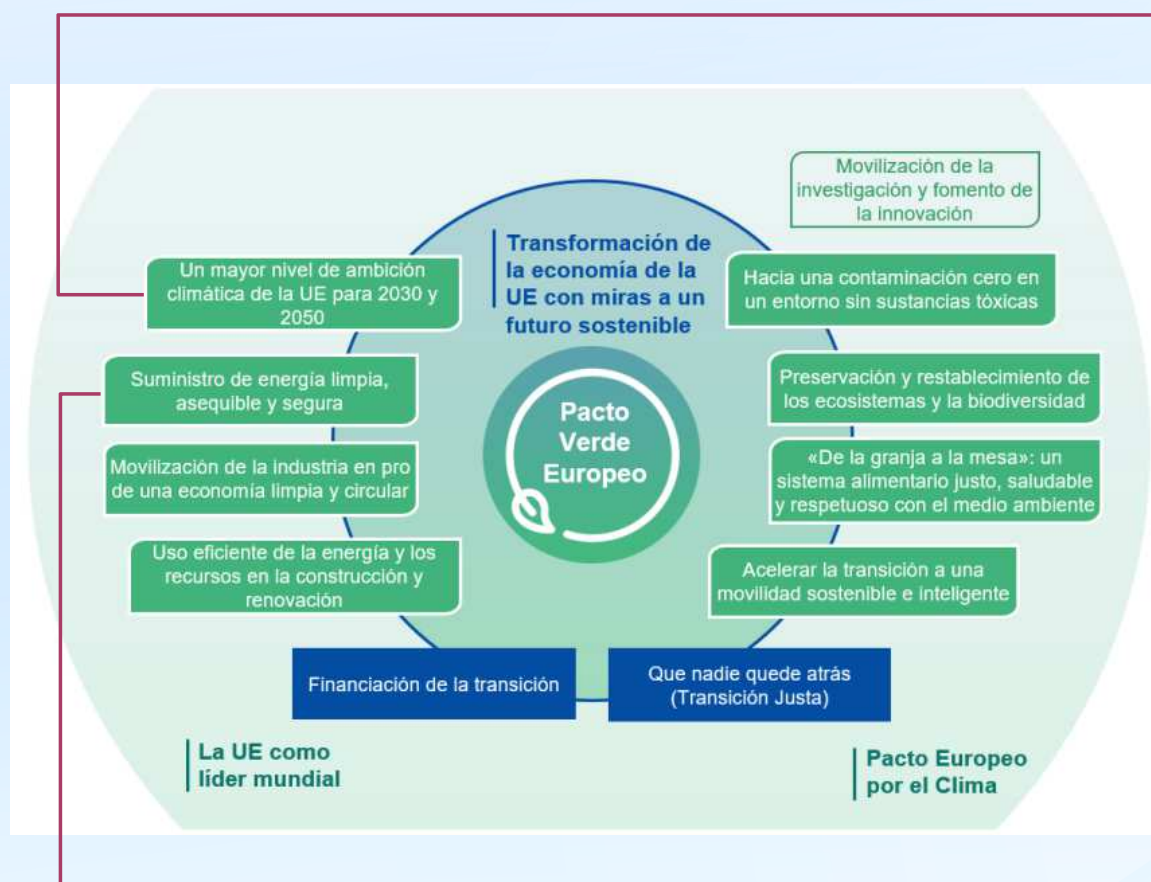 Movilización de la
investigación y fomento de
la innovación
Transformación de
la economía de la
UE con miras a un
futuro sostenible
Un mayor nivel de ambición
climática de la UE para 2030 y
2050
Hacia una contaminación cero en
un entorno sin sustancias tóxicas
Suministro de energía limpia,
asequible y segura
Preservación y restablecimiento de
los ecosistemas y la biodiversidad
Pacto
Verde
Europeo
Movilización de la industria en pro
de una economía limpia y circular
«De la granja a la mesa»: un
sistema alimentario justo, saludable
y respetuoso con el medio ambiente
Uso eficiente de la energía y los
recursos en la construcción y
renovación
Acelerar la transición a una
movilidad sostenible e inteligente
Financiación de la transición
Que nadie quede atrás
(Transición Justa)
La UE como
líder mundial
Pacto Europeo
por el Clima